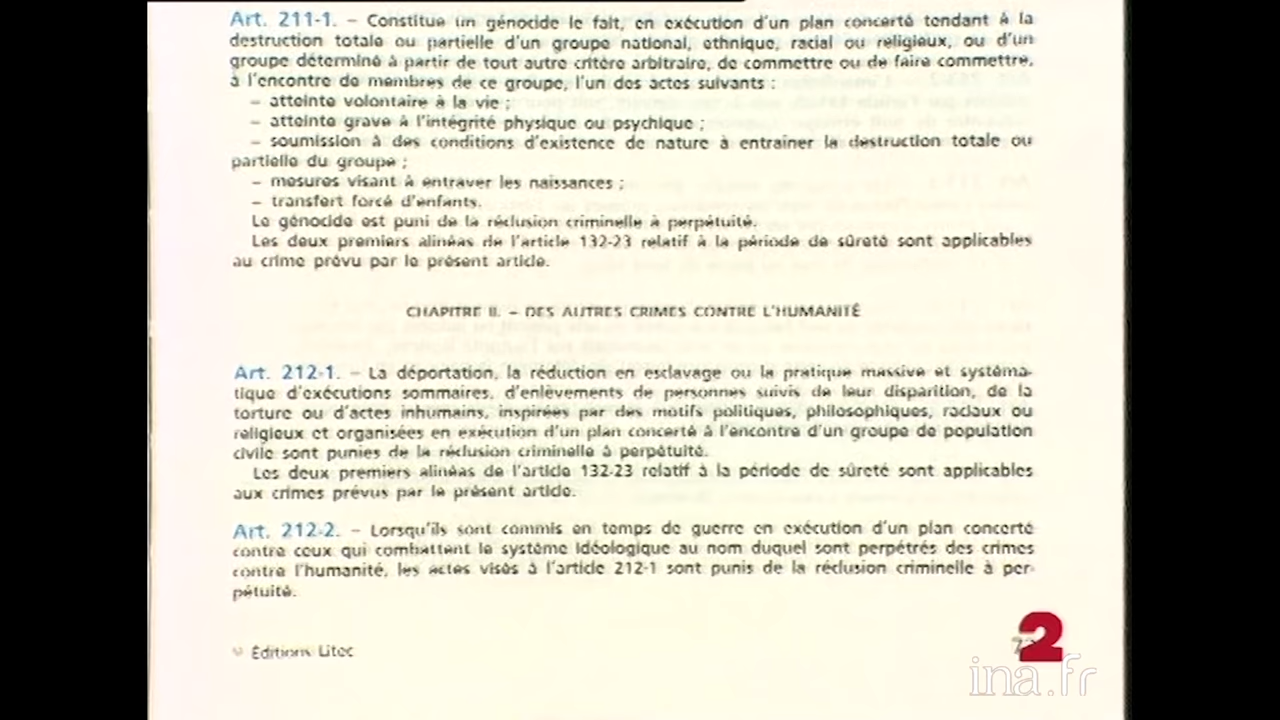 Art. 211-1. – Constitue un génocide le fait, en exécution d'un plan concerté tendant à la
destruction totale ou partielle d'un groupe national, ethnique, racial ou religieux, ou d'un
groupe déterminé à partir de tout autre critère arbitraire, de commettre ou de faire commettre,
à l'encontre de membres de ce groupe, l'un des actes suivants :
– atteinte volontaire à la vie ;
– atteinte grave à l'intégrité physique ou psychique ;
– soumission à des conditions d'existence de nature à entraîner la destruction totale ou
partielle du groupe ;
– mesures visant à entraver les naissances ;
– transfert forcé d'enfants.
Le génocide est puni de la réclusion criminelle à perpétuité.
Les deux premiers alinéas de l'article 132-23 relatif à la période de sûreté sont applicables
au crime prévu par le présent article.
CHAPITRE II. – DES AUTRES CRIMES CONTRE L'HUMANITÉ
Art. 212-1. – La déportation, la réduction en esclavage ou la pratique massive et systéma-
tique d'exécutions sommaires, d'enlèvements de personnes suivis de leur disparition, de la
torture ou d'actes inhumains, inspirées par des motifs politiques, philosophiques, raciaux ou
religieux et organisées en exécution d'un plan concerté à l'encontre d'un groupe de population
civile sont punies de la réclusion criminelle à perpétuité.
Les deux premiers alinéas de l'article 132-23 relatif à la période de sûreté sont applicables
aux crimes prévus par le présent article.
Art. 212-2. – Lorsqu'ils sont commis en temps de guerre en exécution d'un plan concerté
contre ceux qui combattent le système idéologique au nom duquel sont perpétrés des crimes
contre l'humanité, les actes visés à l'article 212-1 sont punis de la réclusion criminelle à per-
pétuité.
© Éditions Litec
2
ina.fr